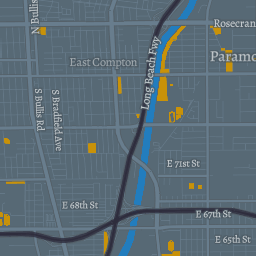 N Bullis
Rosecran
East Compton
Paramo
Long Beach Fwy
S Bullis Rd
S Bradfield Ave
E 71st St
E 68th St
E 67th St
E 65th St